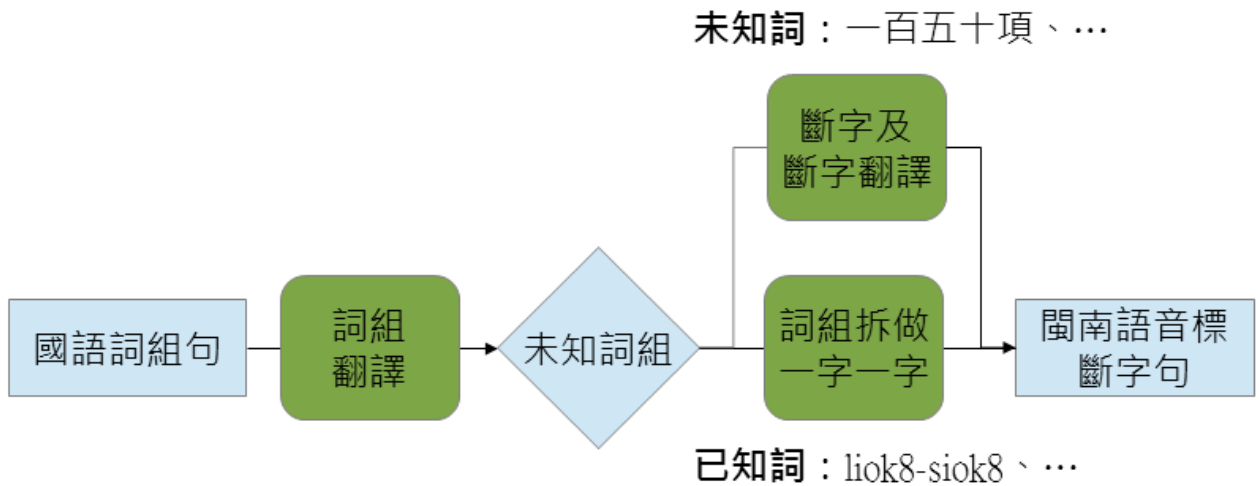 未知詞：一百五十項、…
斷字及
斷字翻譯
國語詞組句
詞組
翻譯
未知詞組
詞組拆做
一字一字
閩南語音標
斷字句
已知詞：liok8-siok8、…